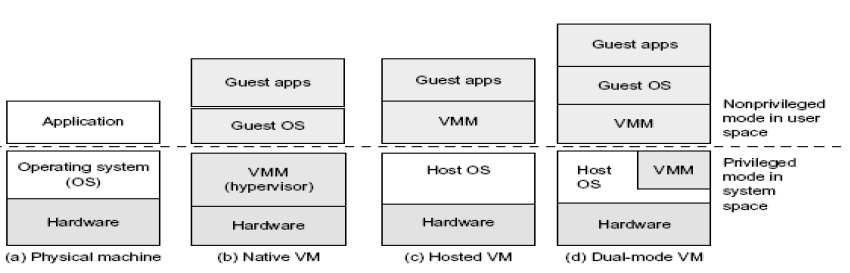 Application
Operating system
(OS)
Hardware
(a) Physical machine
Guest apps
Guest OS
VMM
(hypervisor)
Hardware
(b) Native VM
Guest apps
VMM
Host OS
Hardware
(c) Hosted VM
Guest apps
Guest OS
VMM
Host
OS
VMM
Hardware
(d) Dual-mode VM
Nonprivileged
mode in user
space
Privileged
mode in
system
space